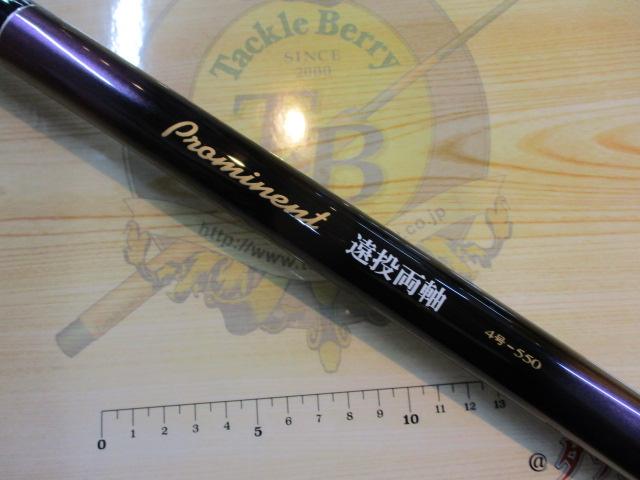 Tackle Berry
SINCE
2000
TB
Prominent
遠投両軸
4号-550
http://www.
co.jp
0 1 2 3 4 5 6 7 8 9 10 11 12 13
@